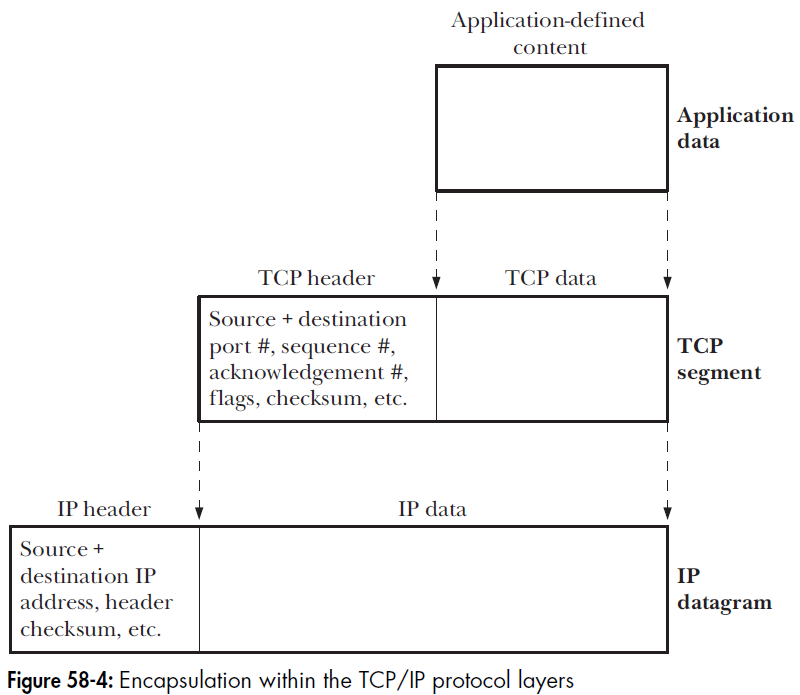 Application-defined
content
Application
data
TCP header
TCP data
Source + destination
port #, sequence #,
acknowledgement #,
flags, checksum, etc.
TCP
segment
IP header
IP data
Source +
destination IP
address, header
checksum, etc.
IP
datagram
Figure 58-4: Encapsulation within the TCP/IP protocol layers